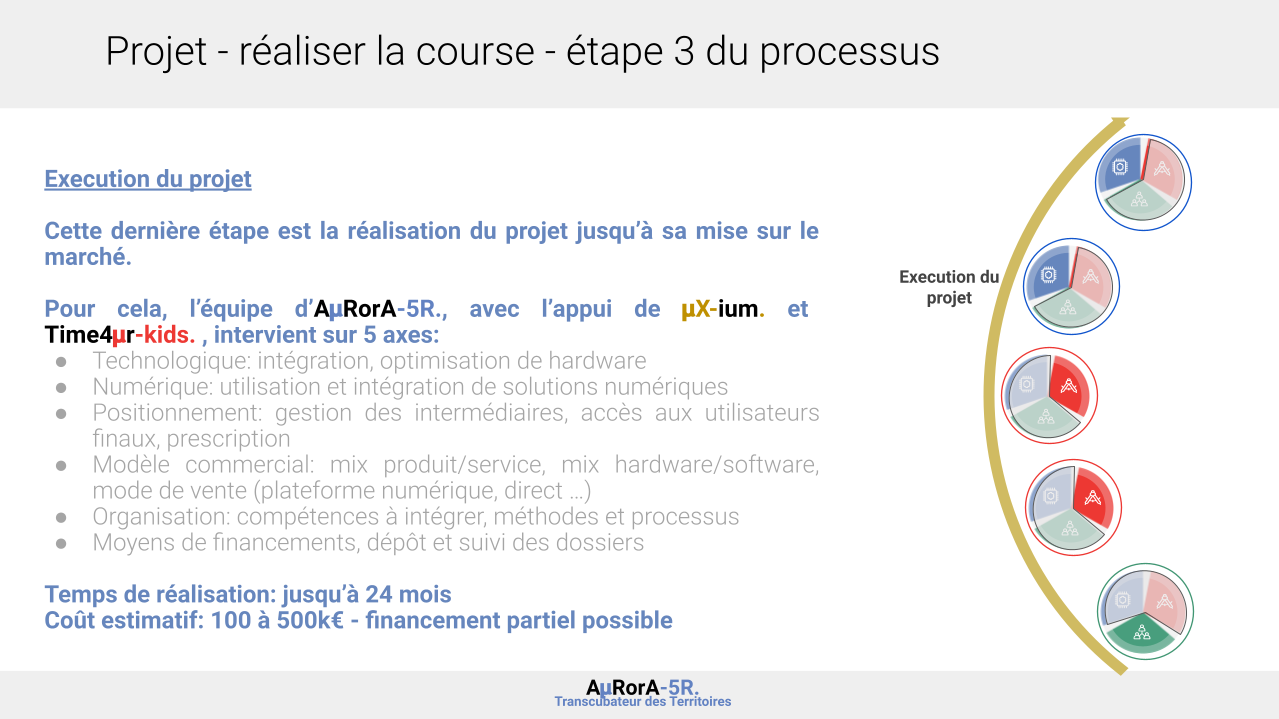 Projet - réaliser la course - étape 3 du processus
Execution du projet
Cette dernière étape est la réalisation du projet jusqu’à sa mise sur le
marché.
Pour cela, l’équipe d’AµRorA-5R., avec l’appui de µX-ium. et
Time4µr-kids. , intervient sur 5 axes:
● Technologique: intégration, optimisation de hardware
● Numérique: utilisation et intégration de solutions numériques
● Positionnement: gestion des intermédiaires, accès aux utilisateurs
finaux, prescription
● Modèle commercial: mix produit/service, mix hardware/software,
mode de vente (plateforme numérique, direct …)
● Organisation: compétences à intégrer, méthodes et processus
● Moyens de financements, dépôt et suivi des dossiers
Temps de réalisation: jusqu’à 24 mois
Coût estimatif: 100 à 500k€ - financement partiel possible
Execution du
projet
AµRorA-5R.
Transcubateur des Territoires